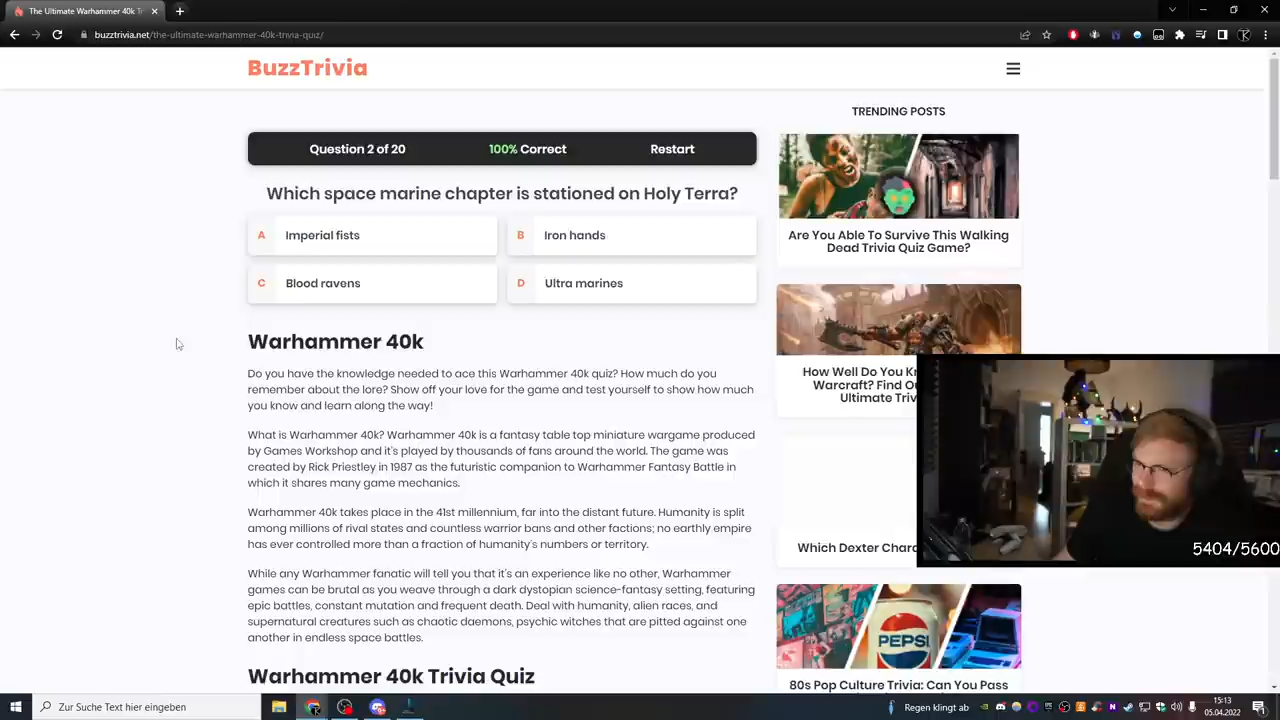 The Ultimate Warhammer 40k Tr
buzztrivia.net/the-ultimate-warhammer-40k-trivia-quiz/
BuzzTrivia
Question 2 of 20
100% Correct
Restart
Which space marine chapter is stationed on Holy Terra?
A Imperial fists
B Iron hands
C Blood ravens
D Ultra marines
Warhammer 40k
Do you have the knowledge needed to ace this Warhammer 40k quiz? How much do you
remember about the lore? Show off your love for the game and test yourself to show how much
you know and learn along the way!
What is Warhammer 40k? Warhammer 40k is a fantasy table top miniature wargame produced
by Games Workshop and it's played by thousands of fans around the world. The game was
created by Rick Priestley in 1987 as the futuristic companion to Warhammer Fantasy Battle in
which it shares many game mechanics.
Warhammer 40k takes place in the 41st millennium, far into the distant future. Humanity is split
among millions of rival states and countless warrior bans and other factions; no earthly empire
has ever controlled more than a fraction of humanity's numbers or territory.
While any Warhammer fanatic will tell you that it's an experience like no other, Warhammer
games can be brutal as you weave through a dark dystopian science-fantasy setting, featuring
epic battles, constant mutation and frequent death. Deal with humanity, alien races, and
supernatural creatures such as chaotic daemons, psychic witches that are pitted against one
another in endless space battles.
Warhammer 40k Trivia Quiz
TRENDING POSTS
Are You Able To Survive This Walking
Dead Trivia Quiz Game?
How Well Do You Kn
Warcraft? Find Ou
Ultimate Triv
Which Dexter Chara
5404/5600
PEPSI
80s Pop Culture Trivia: Can You Pass
Zur Suche Text hier eingeben
Regen klingt ab
15:13
05.04.2022